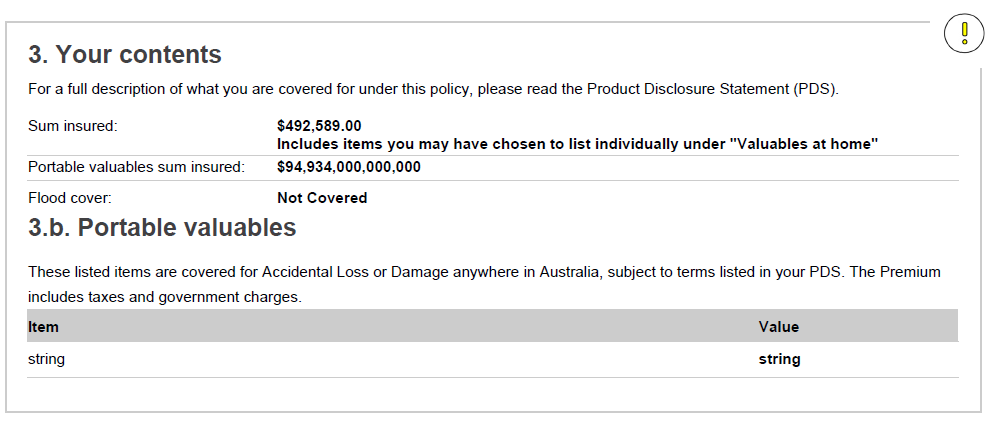 3. Your contents
For a full description of what you are covered for under this policy, please read the Product Disclosure Statement (PDS).
Sum insured: $492,589.00
Includes items you may have chosen to list individually under "Valuables at home"
Portable valuables sum insured: $94,934,000,000,000
Flood cover: Not Covered
3.b. Portable valuables
These listed items are covered for Accidental Loss or Damage anywhere in Australia, subject to terms listed in your PDS. The Premium
includes taxes and government charges.
Item Value
string string